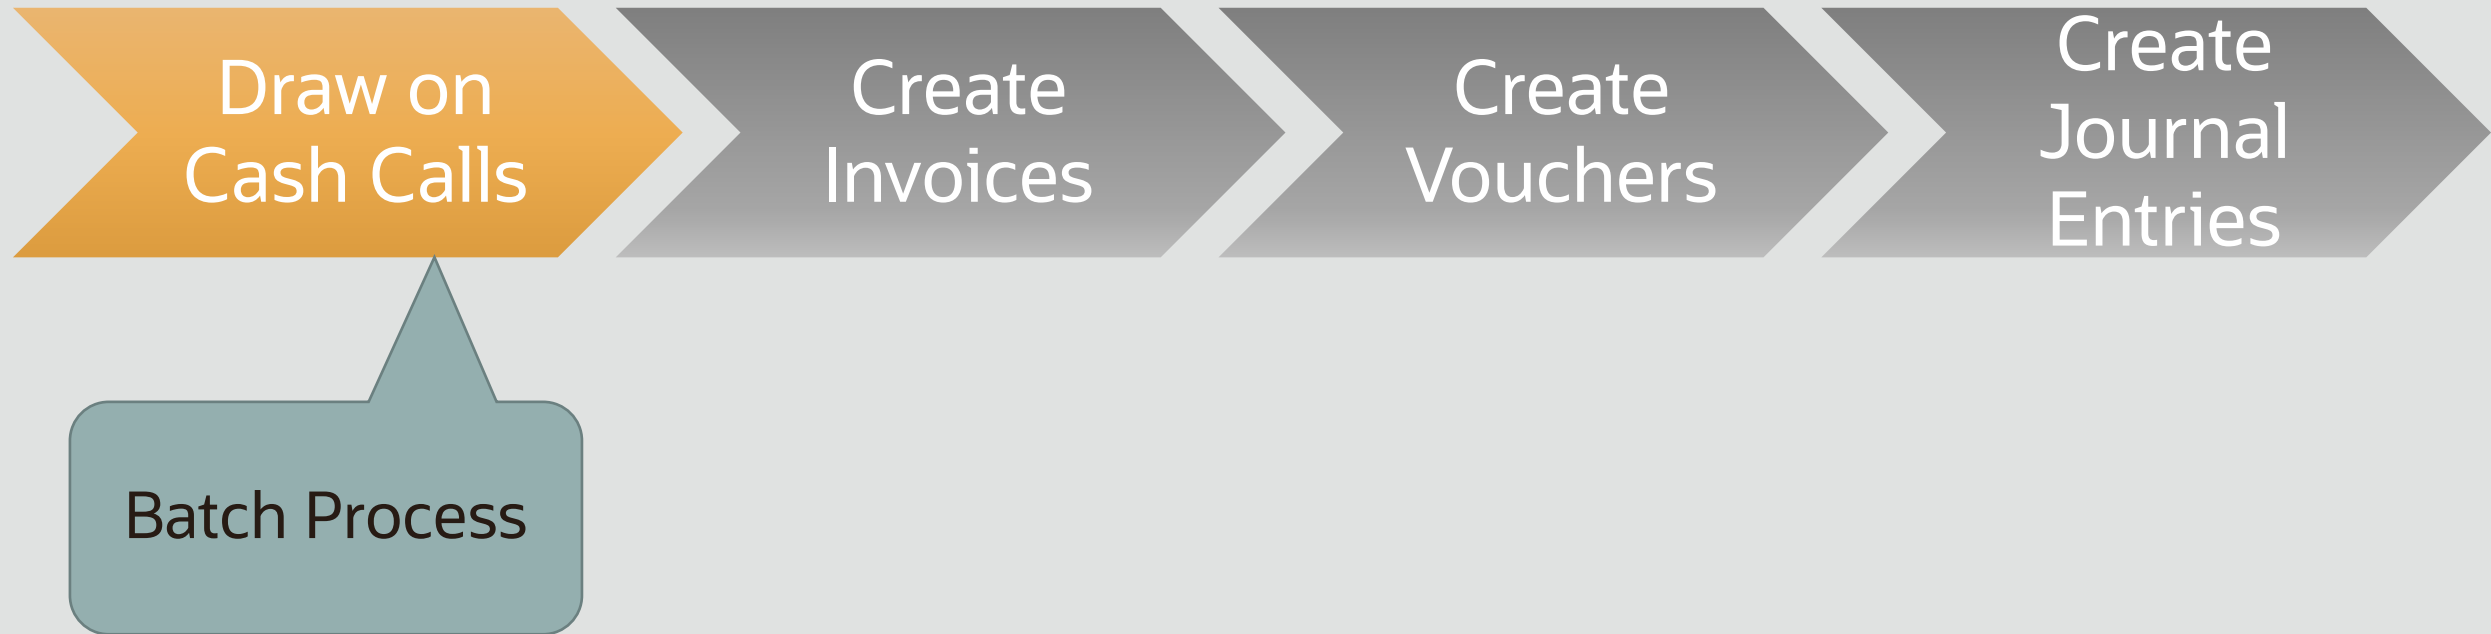 Draw on
Cash Calls
Create
Invoices
Create
Vouchers
Create
Journal
Entries
Batch Process